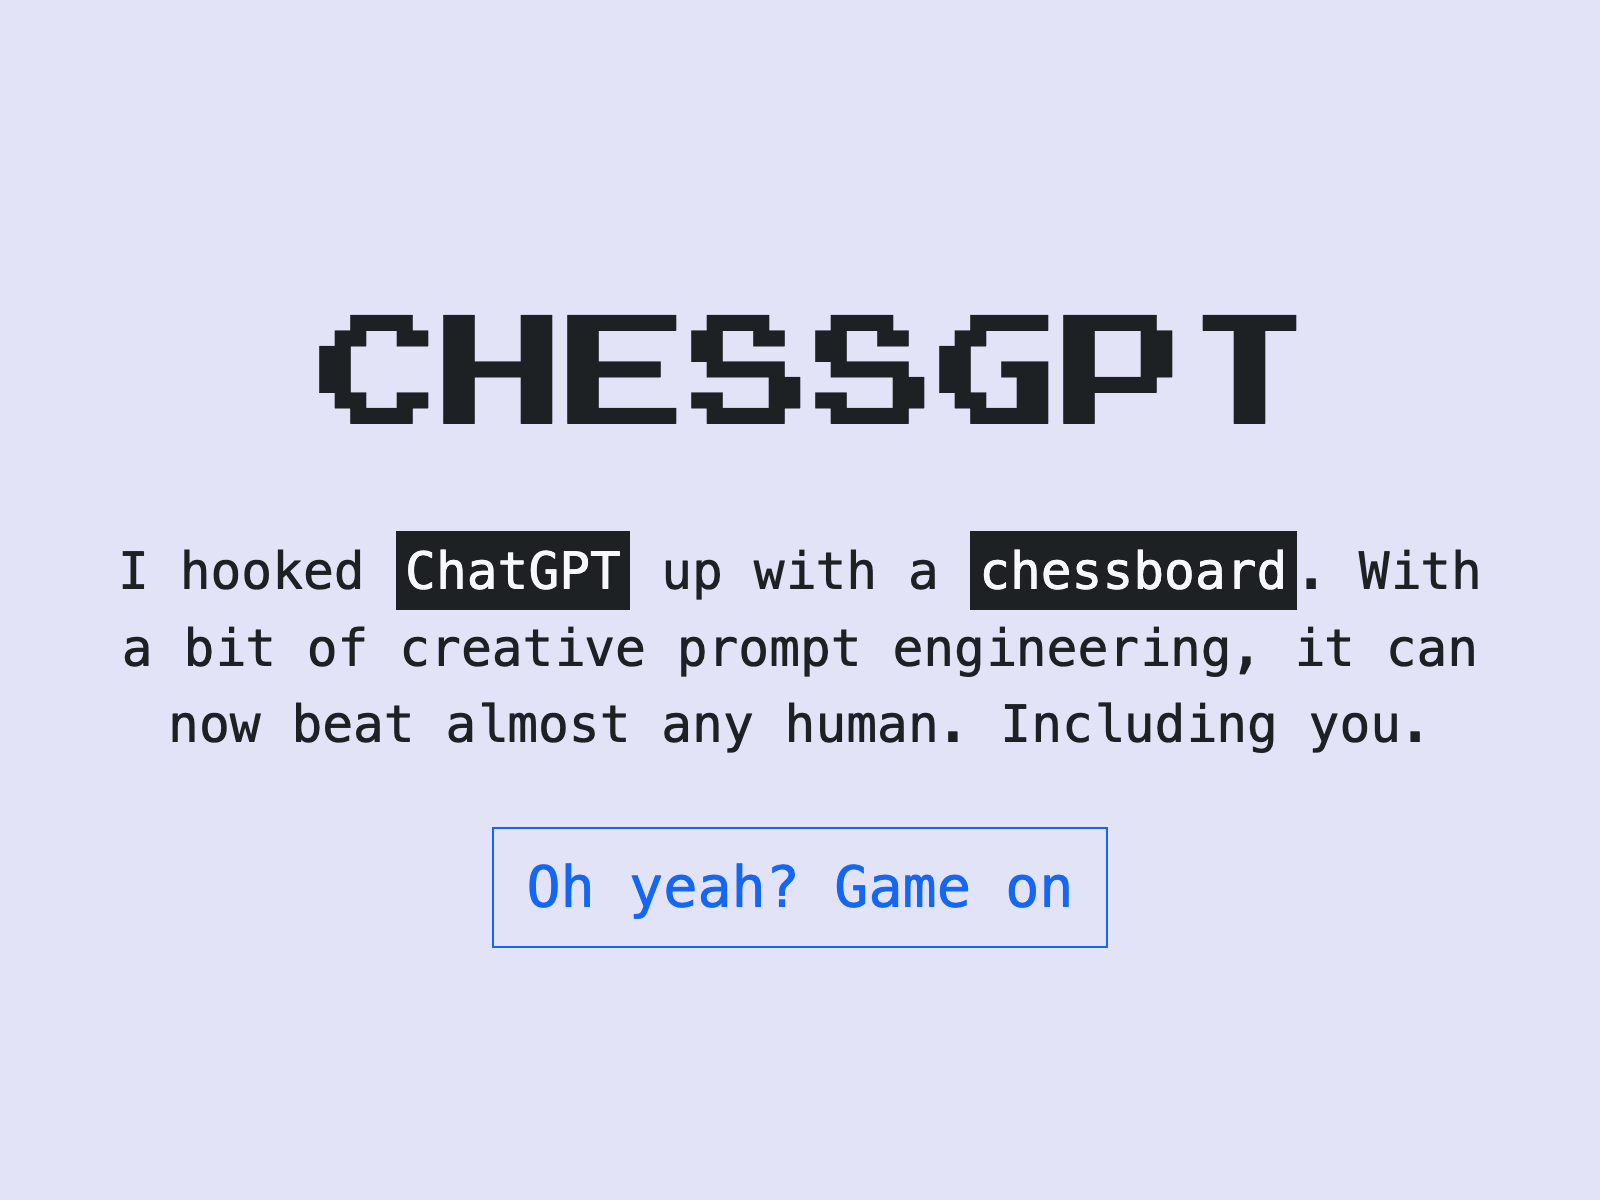 CHESSGPT
I hooked ChatGPT up with a chessboard. With
a bit of creative prompt engineering, it can
now beat almost any human. Including you.
Oh yeah? Game on